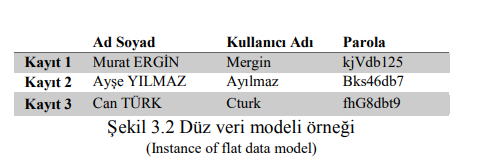 Ad Soyad Kullanıcı Adı Parola
Kayıt 1 Murat ERGİN Mergin kjVdb125
Kayıt 2 Ayşe YILMAZ Ayılmaz Bks46db7
Kayıt 3 Can TÜRK Cturk fhG8dbt9
Şekil 3.2 Düz veri modeli örneği
(Instance of flat data model)